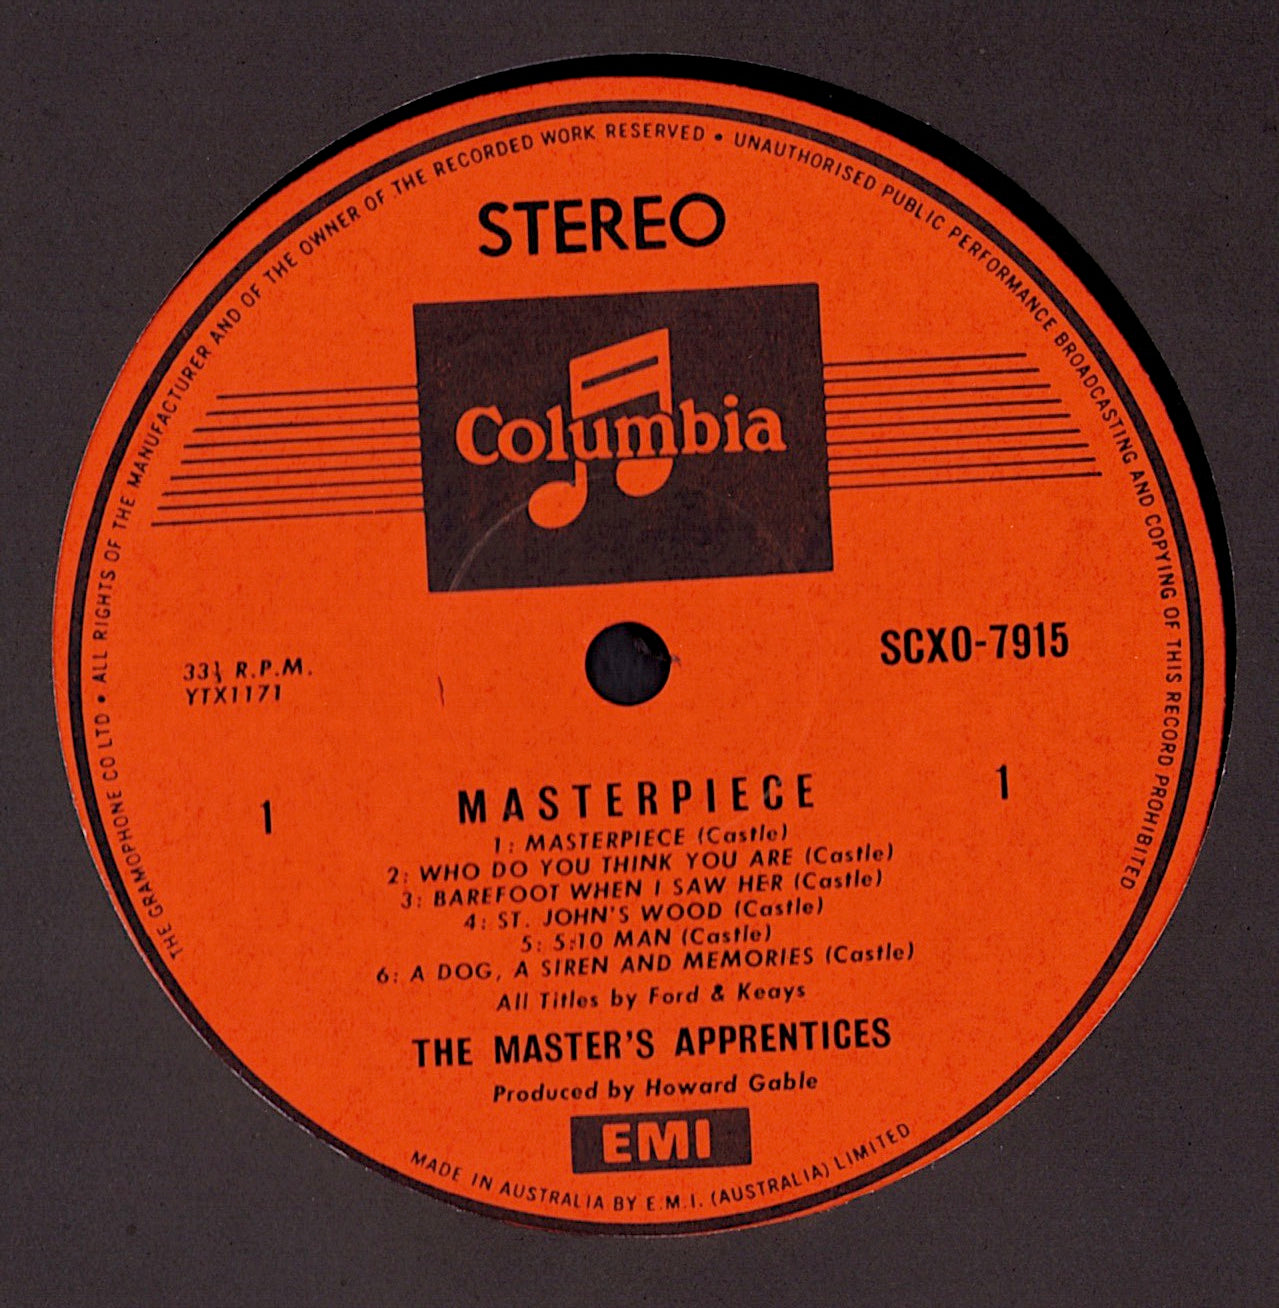 THE GRAMOPHONE CO LTD • ALL RIGHTS OF THE MANUFACTURER AND OF THE OWNER OF THE RECORDED WORK RESERVED • UNAUTHORISED PUBLIC PERFORMANCE BROADCASTING AND COPYING OF THIS RECORD PROHIBITED
STEREO
Columbia
33⅓ R.P.M.
YTX1171
SCXO-7915
1
1
MASTERPIECE
1: MASTERPIECE (Castle)
2: WHO DO YOU THINK YOU ARE (Castle)
3: BAREFOOT WHEN I SAW HER (Castle)
4: ST. JOHN'S WOOD (Castle)
5: 5:10 MAN (Castle)
6: A DOG, A SIREN AND MEMORIES (Castle)
All Titles by Ford & Keays
THE MASTER'S APPRENTICES
Produced by Howard Gable
EMI
MADE IN AUSTRALIA BY E.M.I. (AUSTRALIA) LIMITED